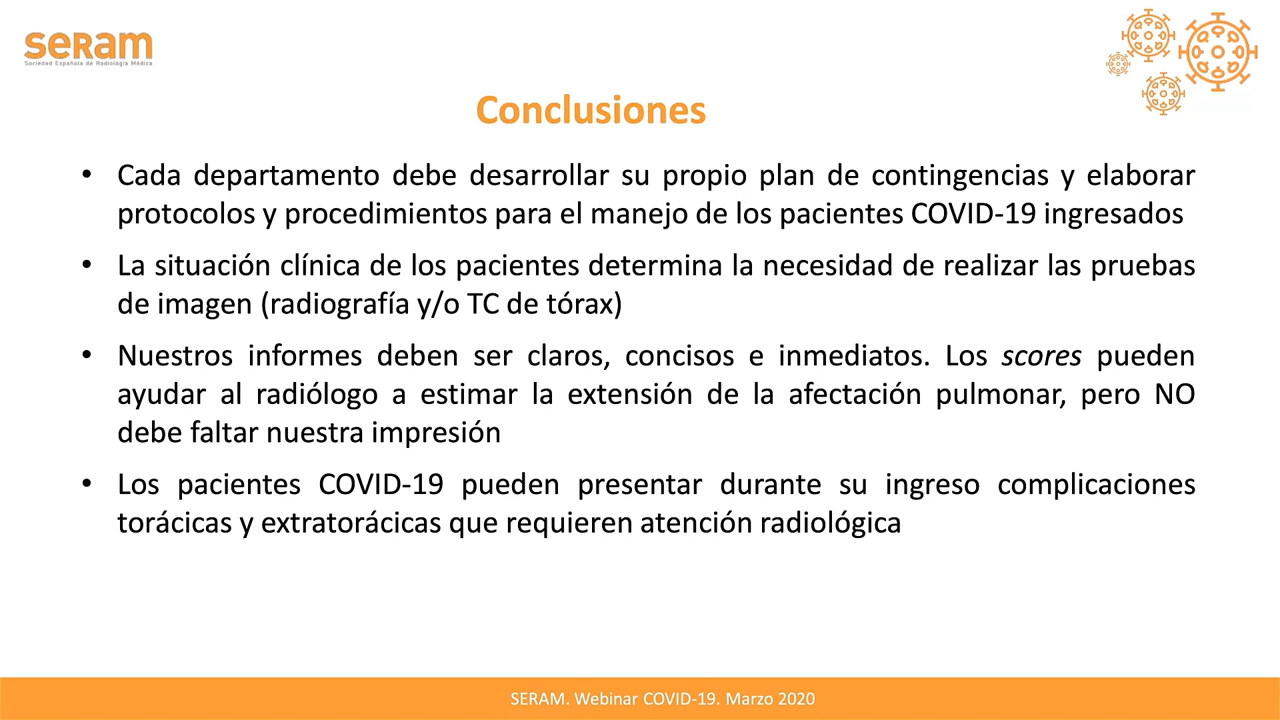 seRam
Sociedad Española de Radiología Médica
Conclusiones
• Cada departamento debe desarrollar su propio plan de contingencias y elaborar
protocolos y procedimientos para el manejo de los pacientes COVID-19 ingresados
• La situación clínica de los pacientes determina la necesidad de realizar las pruebas
de imagen (radiografía y/o TC de tórax)
• Nuestros informes deben ser claros, concisos e inmediatos. Los scores pueden
ayudar al radiólogo a estimar la extensión de la afectación pulmonar, pero NO
debe faltar nuestra impresión
• Los pacientes COVID-19 pueden presentar durante su ingreso complicaciones
torácicas y extratorácicas que requieren atención radiológica
SERAM. Webinar COVID-19. Marzo 2020